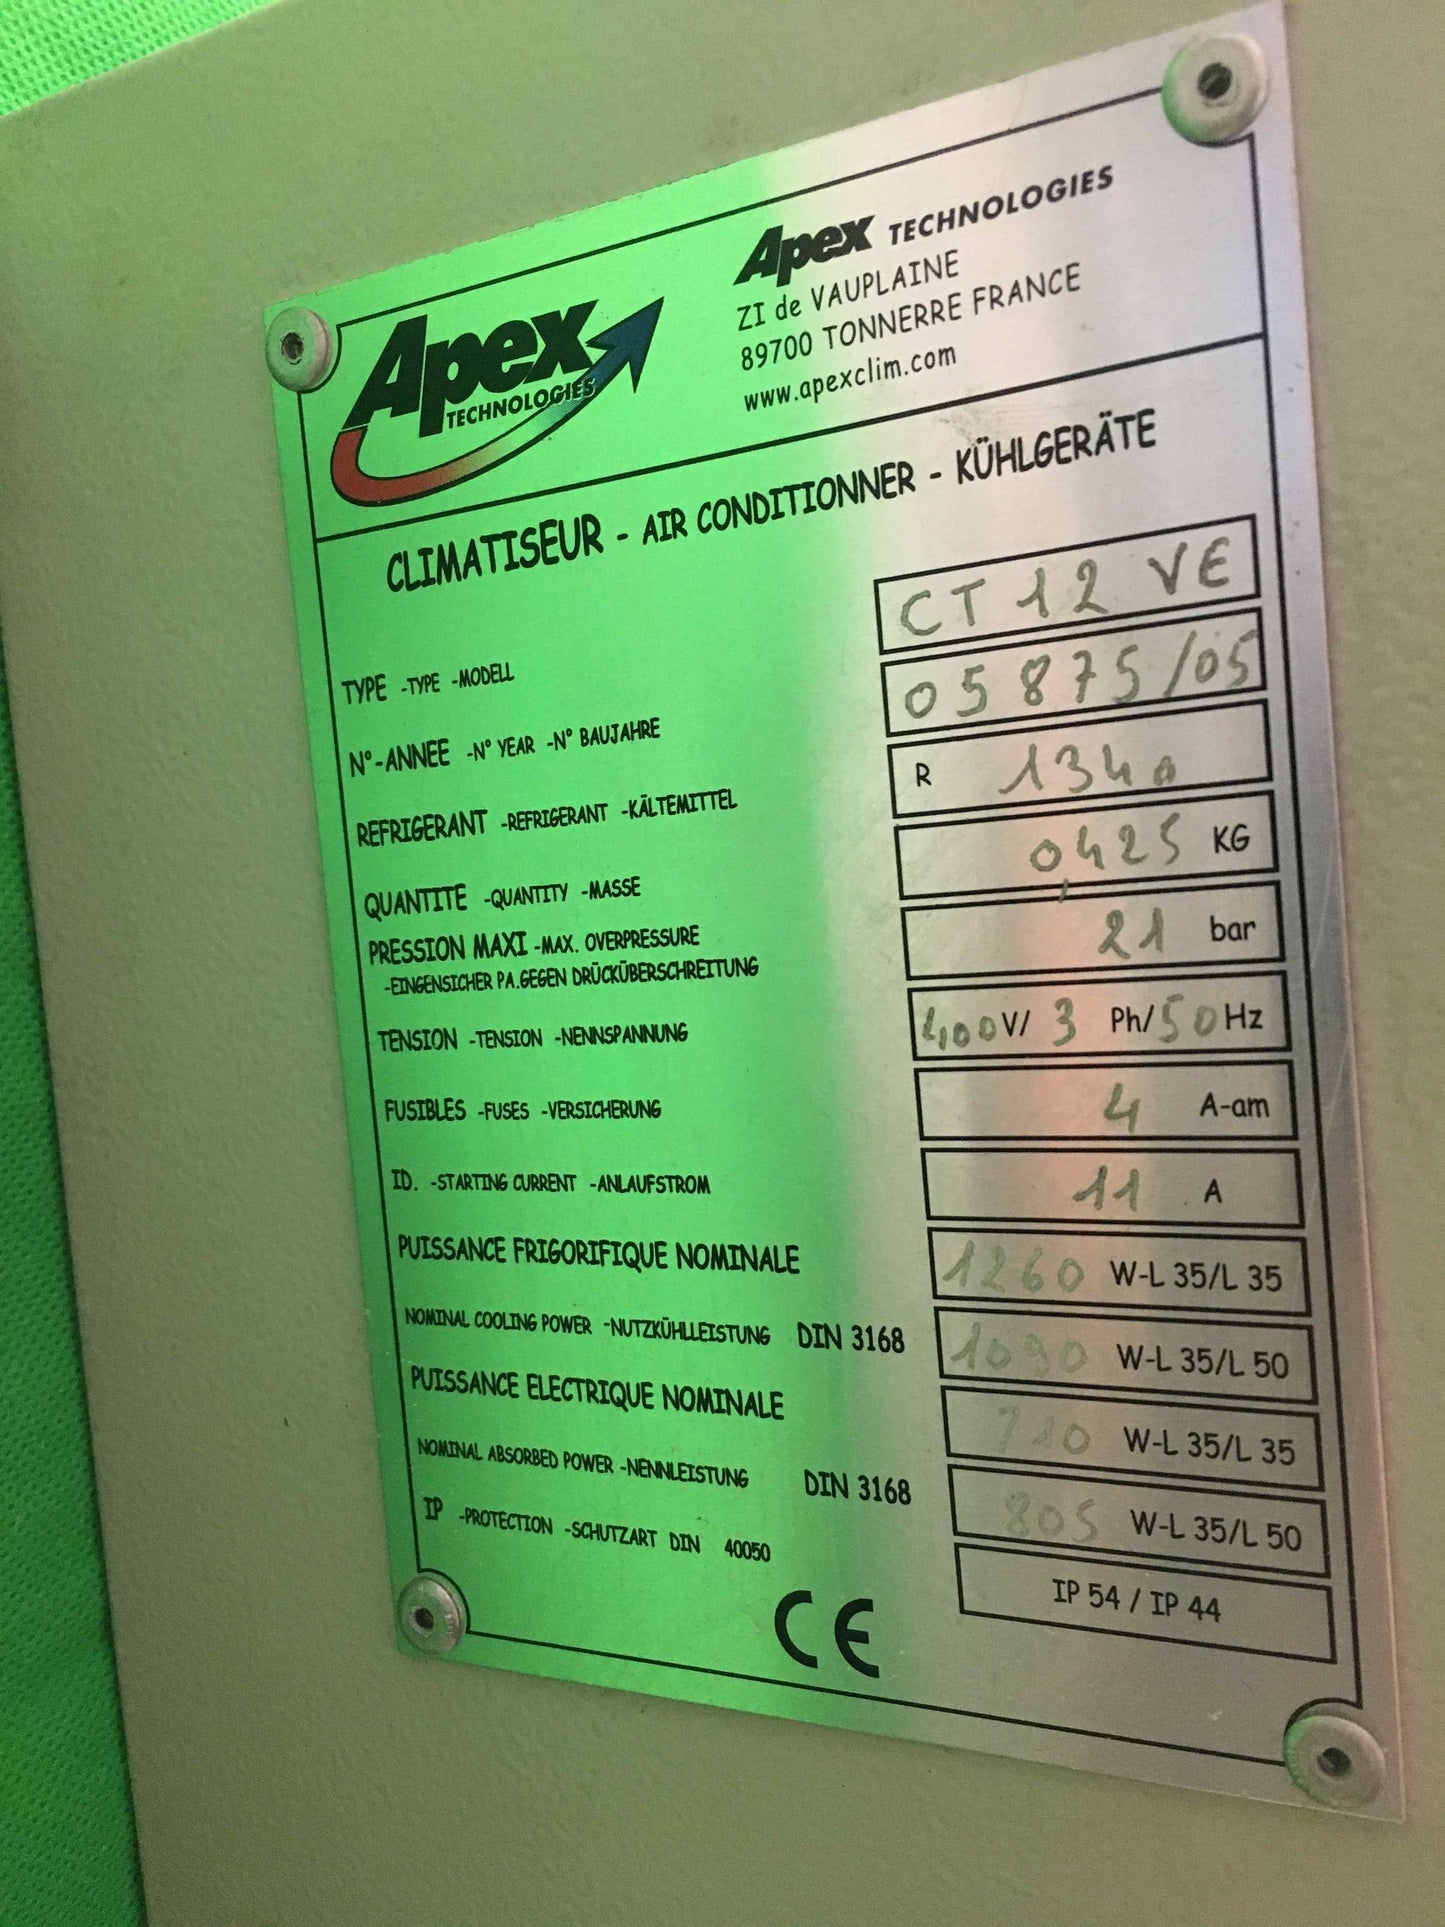 Apex
TECHNOLOGIES
Apex TECHNOLOGIES
ZI de VAUPLAINE
89700 TONNERRE FRANCE
www.apexclim.com
CLIMATISEUR - AIR CONDITIONNER - KÜHLGERÄTE
TYPE -TYPE -MODELL CT 12 VE
N°-ANNEE -N° YEAR -N° BAUJAHRE 05875/05
REFRIGERANT -REFRIGERANT -KÄLTEMITTEL R 134a
QUANTITE -QUANTITY -MASSE 0,425 KG
PRESSION MAXI -MAX. OVERPRESSURE 21 bar
-EINGENSICHER PA.GEGEN DRÜCKÜBERSCHREITUNG
TENSION -TENSION -NENNSPANNUNG 400V/ 3 Ph/50Hz
FUSIBLES -FUSES -VERSICHERUNG 4 A-am
ID. -STARTING CURRENT -ANLAUFSTROM 11 A
PUISSANCE FRIGORIFIQUE NOMINALE 1260 W-L 35/L 35
NOMINAL COOLING POWER -NUTZKÜHLLEISTUNG DIN 3168 1090 W-L 35/L 50
PUISSANCE ELECTRIQUE NOMINALE 710 W-L 35/L 35
NOMINAL ABSORBED POWER -NENNLEISTUNG DIN 3168 805 W-L 35/L 50
IP -PROTECTION -SCHUTZART DIN 40050 IP 54 / IP 44
CE